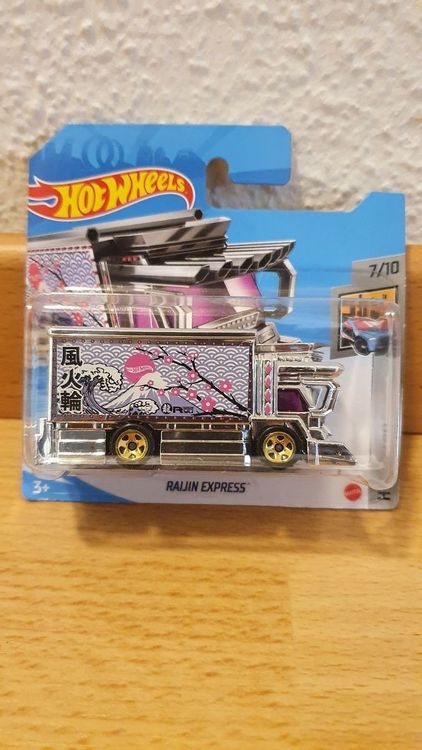 HOT WHEELS
7/10
風
火
輪
3+
RAIJIN EXPRESS